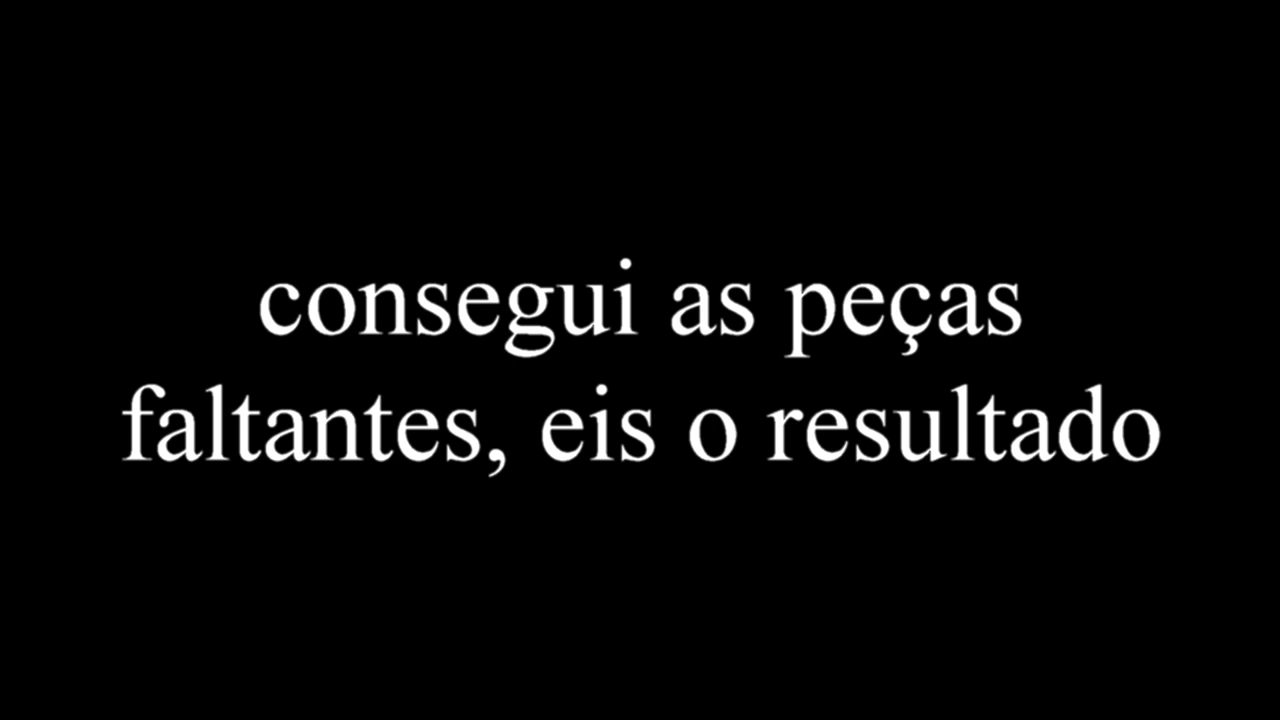 consegui as peças
faltantes, eis o resultado